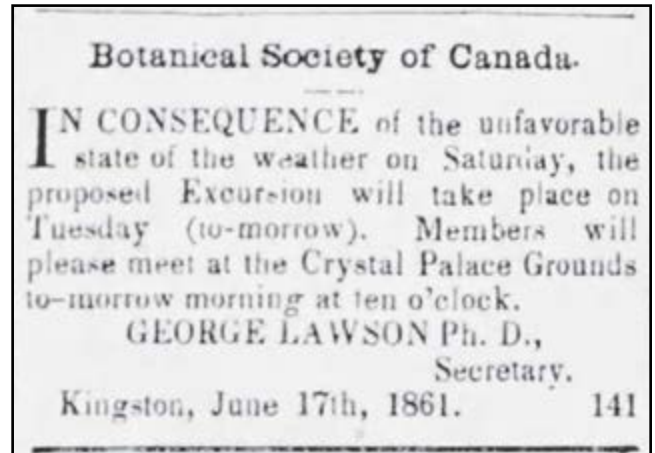 Botanical Society of Canada.
IN CONSEQUENCE of the unfavorable
state of the weather on Saturday, the
proposed Excursion will take place on
Tuesday (to-morrow). Members will
please meet at the Crystal Palace Grounds
to-morrow morning at ten o'clock.
GEORGE LAWSON Ph. D.,
Secretary.
Kingston, June 17th, 1861. 141